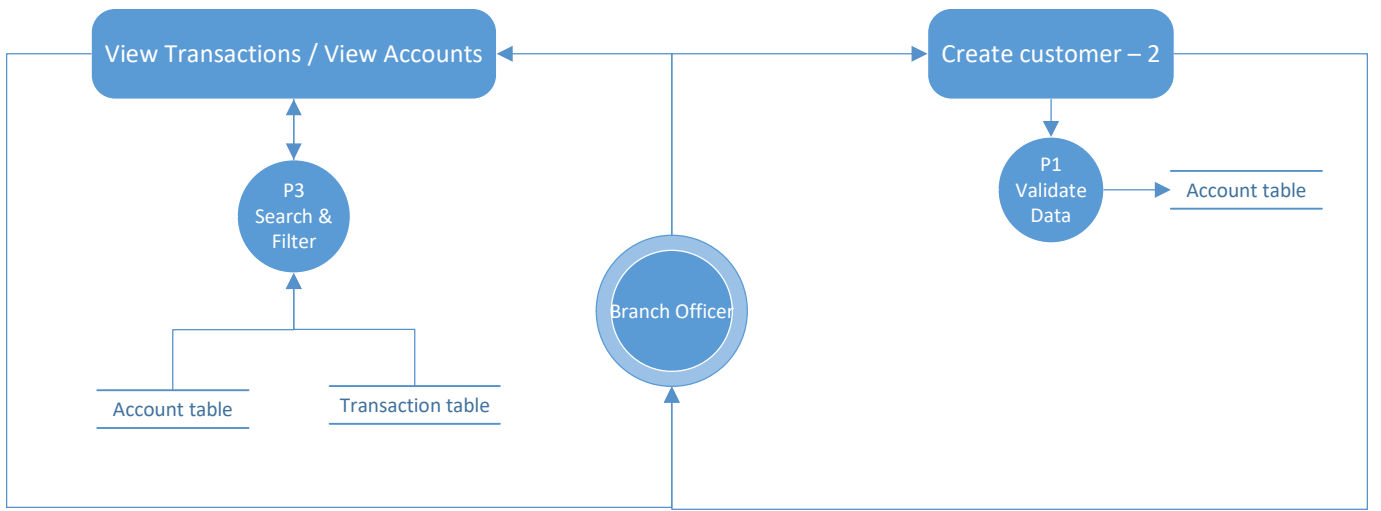 View Transactions / View Accounts
Create customer – 2
P1
Validate
Data
Account table
P3
Search &
Filter
Branch Officer
Account table
Transaction table